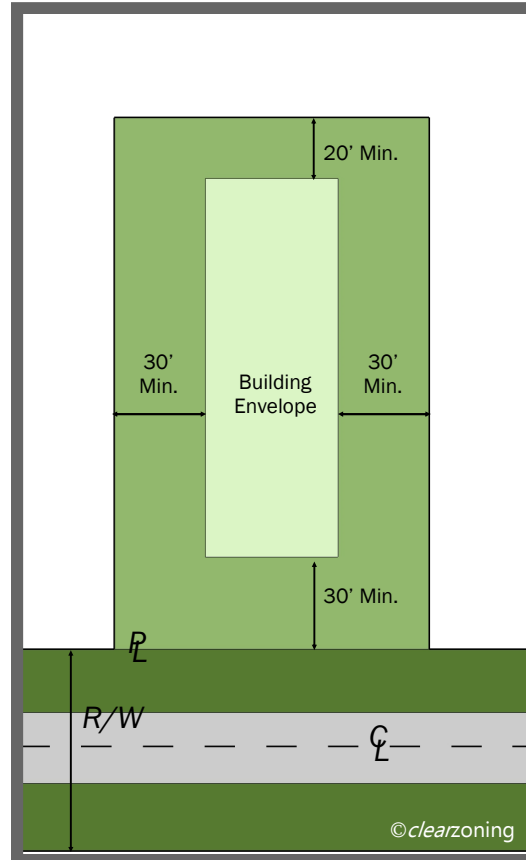 20’ Min.
30’
Min.
Building
Envelope
30’
Min.
30’ Min.
PL
R/W
CL
©clearzoning